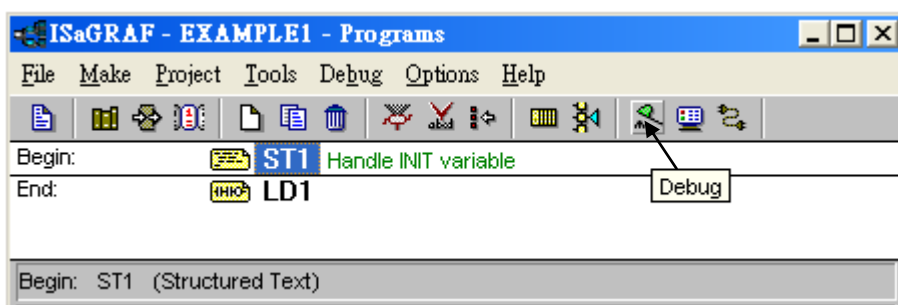 ISaGRAF - EXAMPLE1 - Programs
File Make Project Tools Debug Options Help
Begin: ST1 Handle INIT variable
End: LD1
Debug
Begin: ST1 (Structured Text)